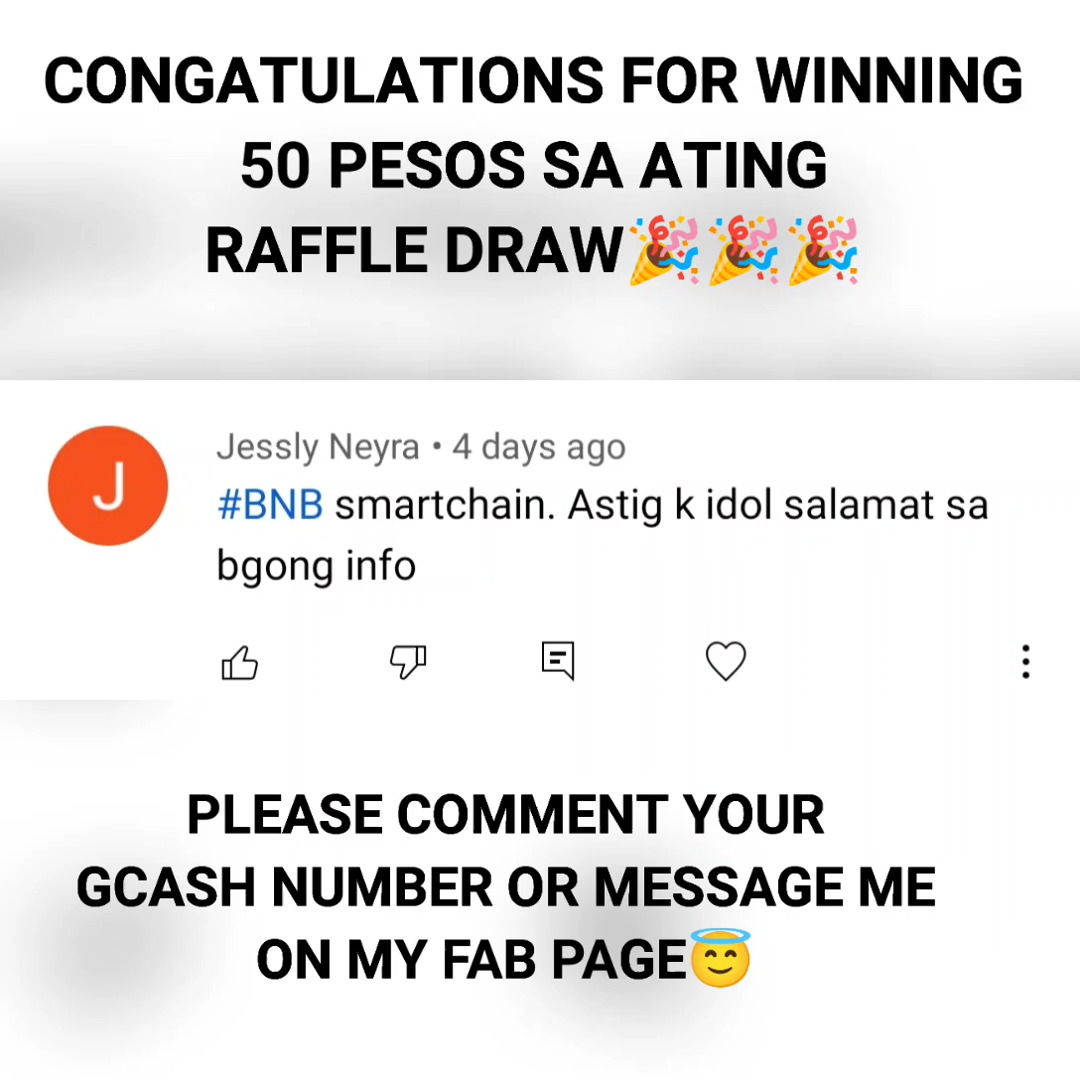 CONGATULATIONS FOR WINNING
50 PESOS SA ATING
RAFFLE DRAW🎉🎉🎉
J
Jessly Neyra • 4 days ago
#BNB smartchain. Astig k idol salamat sa
bgong info
PLEASE COMMENT YOUR
GCASH NUMBER OR MESSAGE ME
ON MY FAB PAGE😇